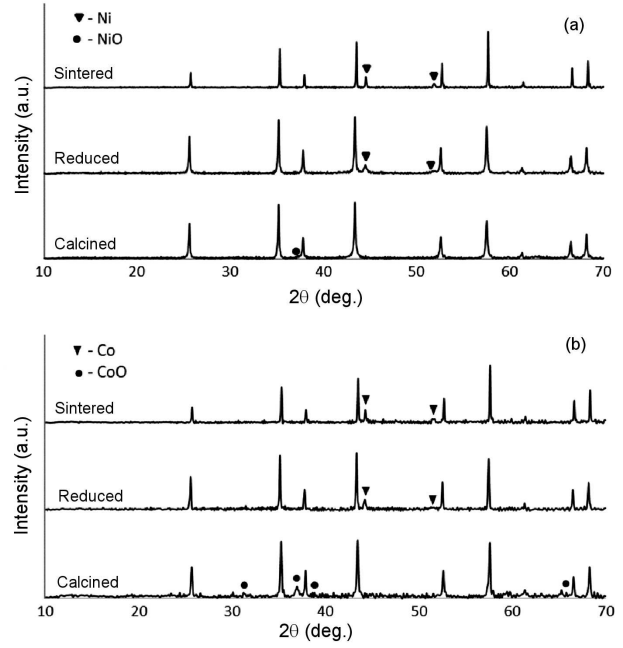 ▼ - Ni
● - NiO
(a)
Sintered
Reduced
Calcined
Intensity (a.u.)
10 20 30 40 50 60 70
2θ (deg.)
▼ - Co
● - CoO
(b)
Sintered
Reduced
Calcined
Intensity (a.u.)
10 20 30 40 50 60 70
2θ (deg.)